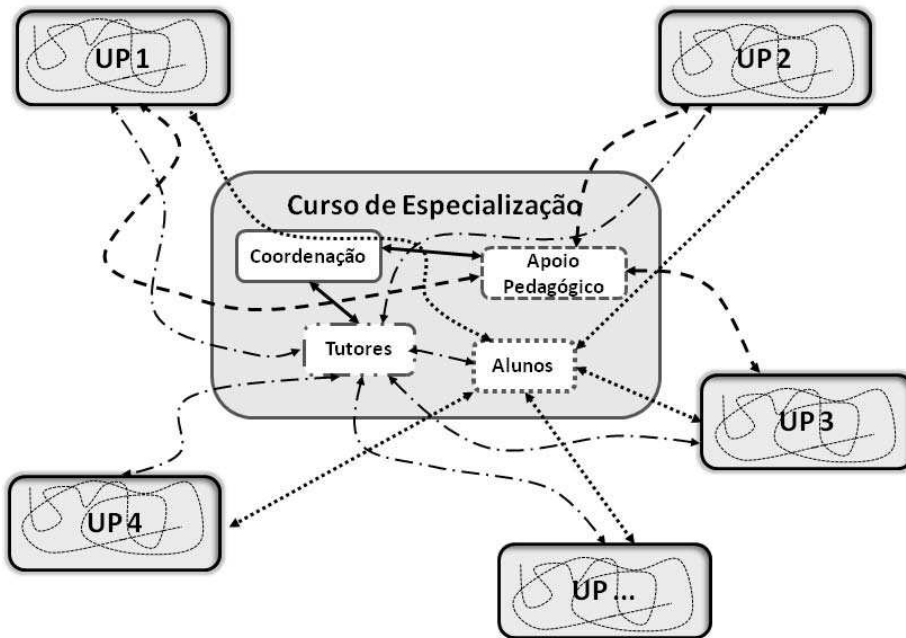 UP 1
UP 2
Curso de Especialização
Coordenação
Apoio
Pedagógico
Tutores
Alunos
UP 3
UP 4
UP ...